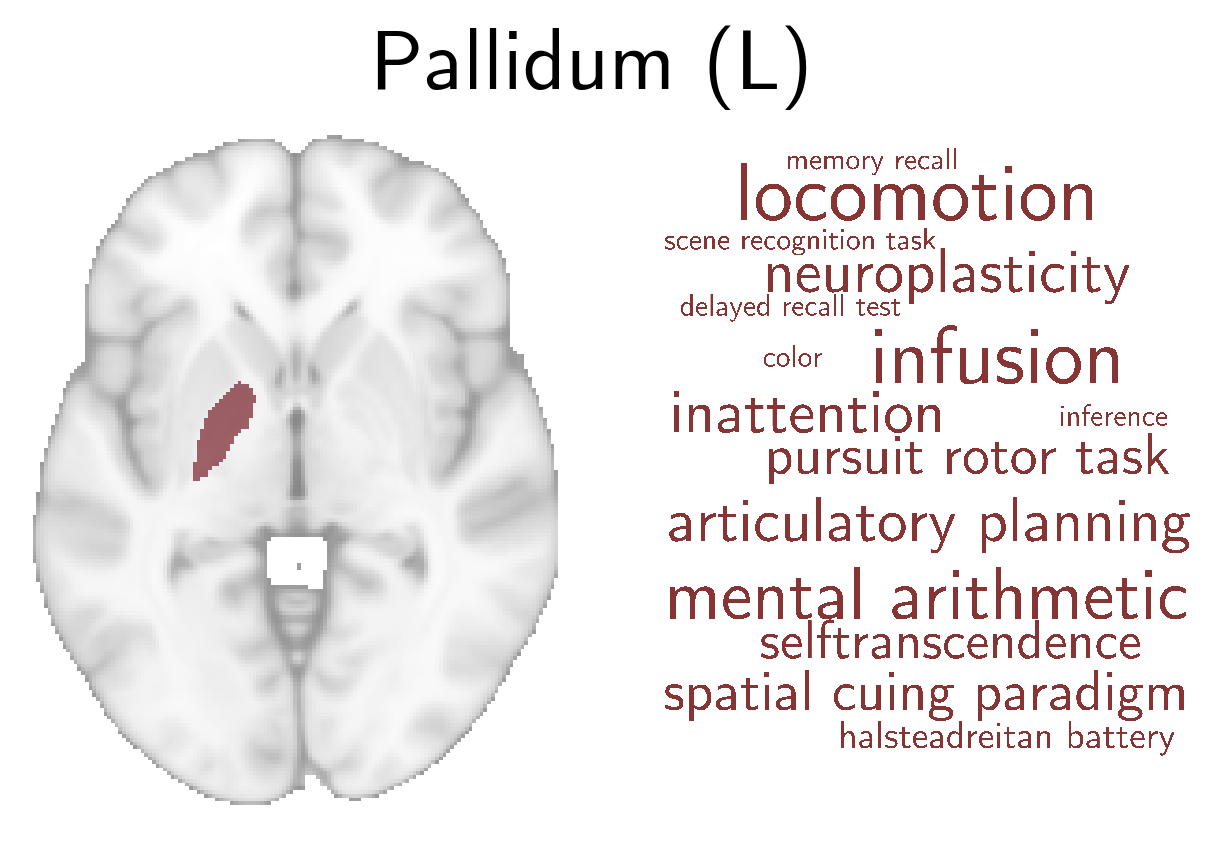 Pallidum (L)
memory recall
locomotion
scene recognition task
neuroplasticity
delayed recall test
color
infusion
inattention
inference
pursuit rotor task
articulatory planning
mental arithmetic
selftranscendence
spatial cuing paradigm
halsteadreitan battery